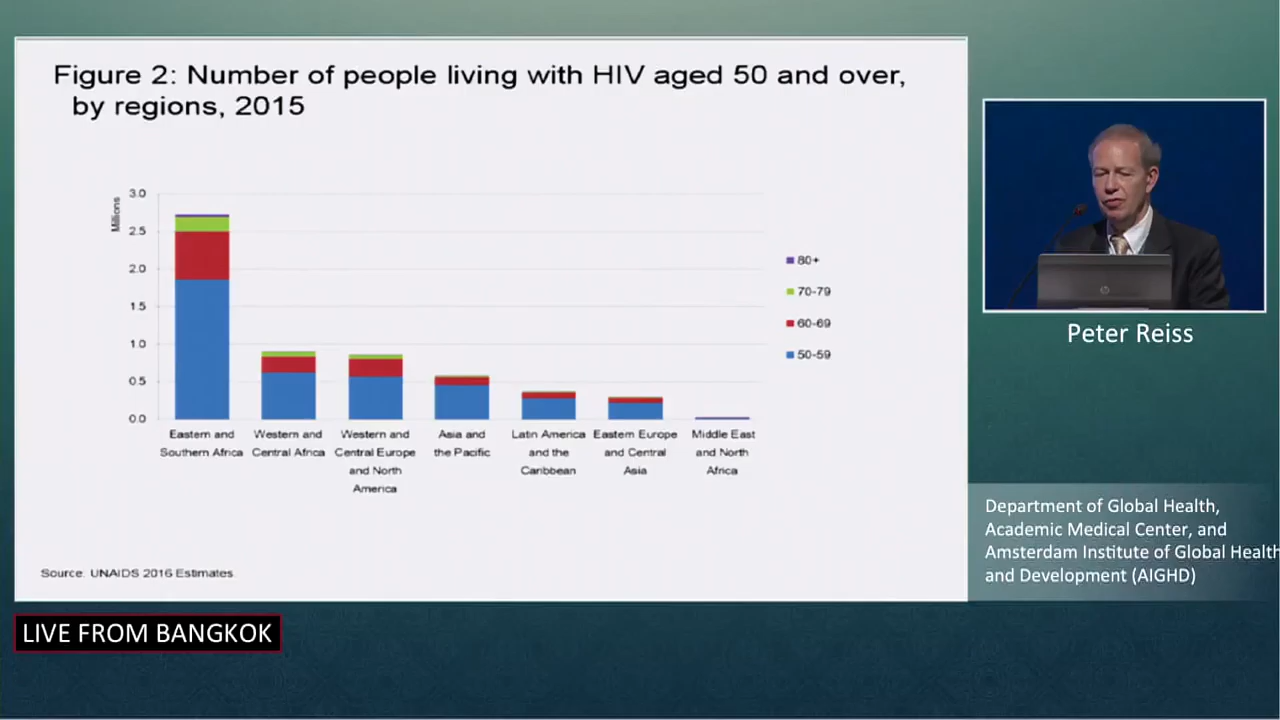 Figure 2: Number of people living with HIV aged 50 and over,
by regions, 2015
Millions
3.0
2.5
2.0
1.5
1.0
0.5
0.0
80+
70-79
60-69
50-59
Eastern and
Southern Africa
Western and
Central Africa
Western and
Central Europe
and North
America
Asia and
the Pacific
Latin America
and the
Caribbean
Eastern Europe
and Central
Asia
Middle East
and North
Africa
Source: UNAIDS 2016 Estimates.
Peter Reiss
Department of Global Health,
Academic Medical Center, and
Amsterdam Institute of Global Health
and Development (AIGHD)
LIVE FROM BANGKOK